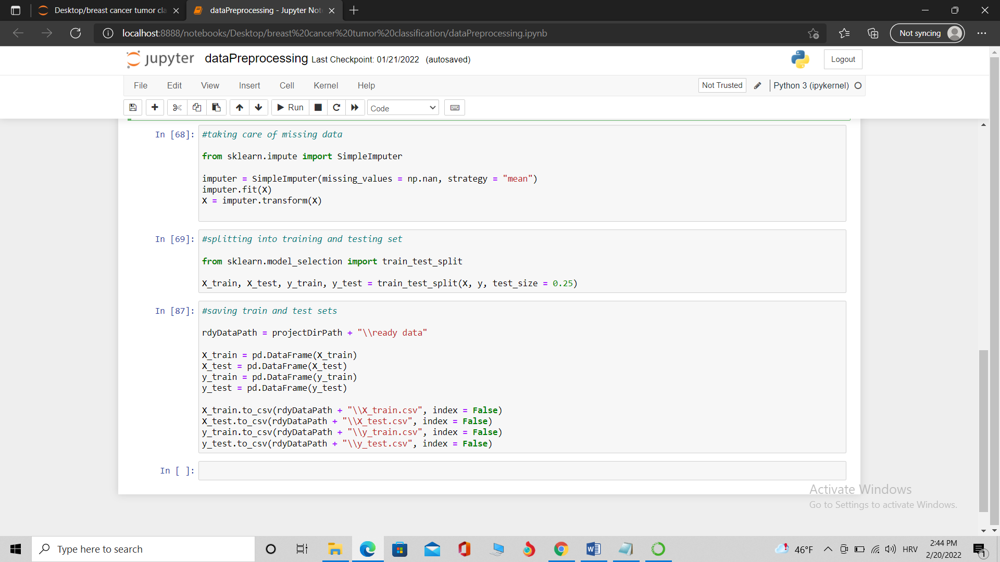 Desktop/breast cancer tumor cla
dataPreprocessing - Jupyter Not
localhost:8888/notebooks/Desktop/breast%20cancer%20tumor%20classification/dataPreprocessing.ipynb
Not syncing
jupyter dataPreprocessing Last Checkpoint: 01/21/2022 (autosaved)
Logout
File Edit View Insert Cell Kernel Help
Not Trusted Python 3 (ipykernel)
Run Code
In [68]: #taking care of missing data
from sklearn.impute import SimpleImputer
imputer = SimpleImputer(missing_values = np.nan, strategy = "mean")
imputer.fit(X)
X = imputer.transform(X)
In [69]: #splitting into training and testing set
from sklearn.model_selection import train_test_split
X_train, X_test, y_train, y_test = train_test_split(X, y, test_size = 0.25)
In [87]: #saving train and test sets
rdyDataPath = projectDirPath + "\\ready data"
X_train = pd.DataFrame(X_train)
X_test = pd.DataFrame(X_test)
y_train = pd.DataFrame(y_train)
y_test = pd.DataFrame(y_test)
X_train.to_csv(rdyDataPath + "\\X_train.csv", index = False)
X_test.to_csv(rdyDataPath + "\\X_test.csv", index = False)
y_train.to_csv(rdyDataPath + "\\y_train.csv", index = False)
y_test.to_csv(rdyDataPath + "\\y_test.csv", index = False)
In [ ]:
Activate Windows
Go to Settings to activate Windows.
Type here to search
46°F
HRV
2:44 PM
2/20/2022
1